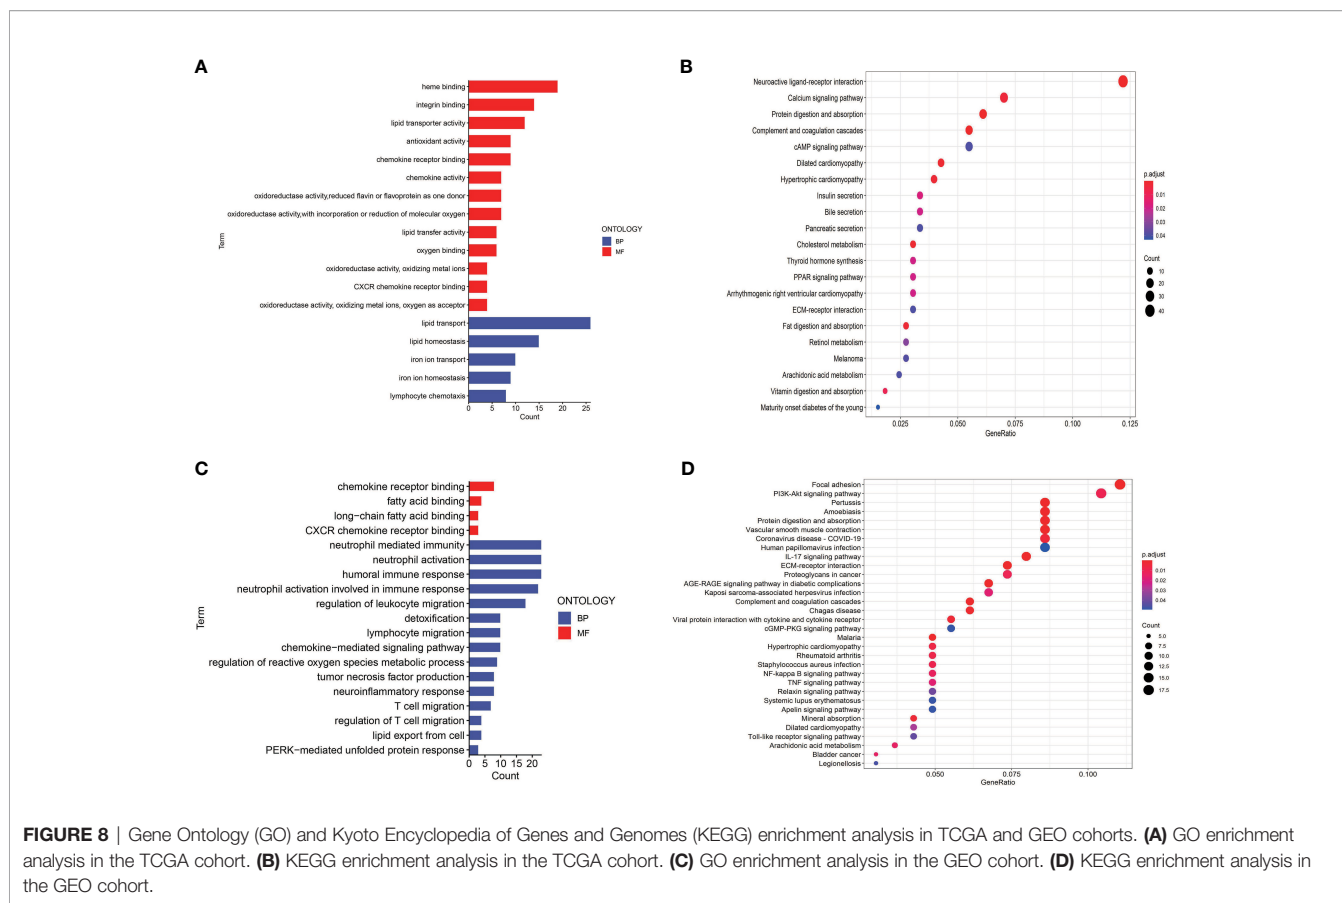 A
heme binding
integrin binding
lipid transporter activity
antioxidant activity
chemokine receptor binding
chemokine activity
oxidoreductase activity,reduced flavin or flavoprotein as one donor
oxidoreductase activity,with incorporation or reduction of molecular oxygen
lipid transfer activity
oxygen binding
oxidoreductase activity, oxidizing metal ions
CXCR chemokine receptor binding
oxidoreductase activity, oxidizing metal ions, oxygen as acceptor
lipid transport
lipid homeostasis
iron ion transport
iron ion homeostasis
lymphocyte chemotaxis
Term
0 5 10 15 20 25
Count
ONTOLOGY
BP
MF
B
Neuroactive ligand-receptor interaction
Calcium signaling pathway
Protein digestion and absorption
Complement and coagulation cascades
cAMP signaling pathway
Dilated cardiomyopathy
Hypertrophic cardiomyopathy
Insulin secretion
Bile secretion
Pancreatic secretion
Cholesterol metabolism
Thyroid hormone synthesis
PPAR signaling pathway
Arrhythmogenic right ventricular cardiomyopathy
ECM-receptor interaction
Fat digestion and absorption
Retinol metabolism
Melanoma
Arachidonic acid metabolism
Vitamin digestion and absorption
Maturity onset diabetes of the young
0.025 0.050 0.075 0.100 0.125
GeneRatio
p.adjust
0.01
0.02
0.03
0.04
Count
10
20
30
40
C
chemokine receptor binding
fatty acid binding
long-chain fatty acid binding
CXCR chemokine receptor binding
neutrophil mediated immunity
neutrophil activation
humoral immune response
neutrophil activation involved in immune response
regulation of leukocyte migration
detoxification
lymphocyte migration
chemokine-mediated signaling pathway
regulation of reactive oxygen species metabolic process
tumor necrosis factor production
neuroinflammatory response
T cell migration
regulation of T cell migration
lipid export from cell
PERK-mediated unfolded protein response
Term
0 5 10 15 20
Count
ONTOLOGY
BP
MF
D
Focal adhesion
PI3K-Akt signaling pathway
Pertussis
Amoebiasis
Protein digestion and absorption
Vascular smooth muscle contraction
Coronavirus disease - COVID-19
Human papillomavirus infection
IL-17 signaling pathway
ECM-receptor interaction
Proteoglycans in cancer
AGE-RAGE signaling pathway in diabetic complications
Kaposi sarcoma-associated herpesvirus infection
Complement and coagulation cascades
Chagas disease
Viral protein interaction with cytokine and cytokine receptor
cGMP-PKG signaling pathway
Malaria
Hypertrophic cardiomyopathy
Rheumatoid arthritis
Staphylococcus aureus infection
NF-kappa B signaling pathway
TNF signaling pathway
Relaxin signaling pathway
Systemic lupus erythematosus
Apelin signaling pathway
Mineral absorption
Dilated cardiomyopathy
Toll-like receptor signaling pathway
Arachidonic acid metabolism
Bladder cancer
Legionellosis
0.050 0.075 0.100
GeneRatio
p.adjust
0.01
0.02
0.03
0.04
Count
5.0
7.5
10.0
12.5
15.0
17.5
FIGURE 8 | Gene Ontology (GO) and Kyoto Encyclopedia of Genes and Genomes (KEGG) enrichment analysis in TCGA and GEO cohorts. (A) GO enrichment
analysis in the TCGA cohort. (B) KEGG enrichment analysis in the TCGA cohort. (C) GO enrichment analysis in the GEO cohort. (D) KEGG enrichment analysis in
the GEO cohort.